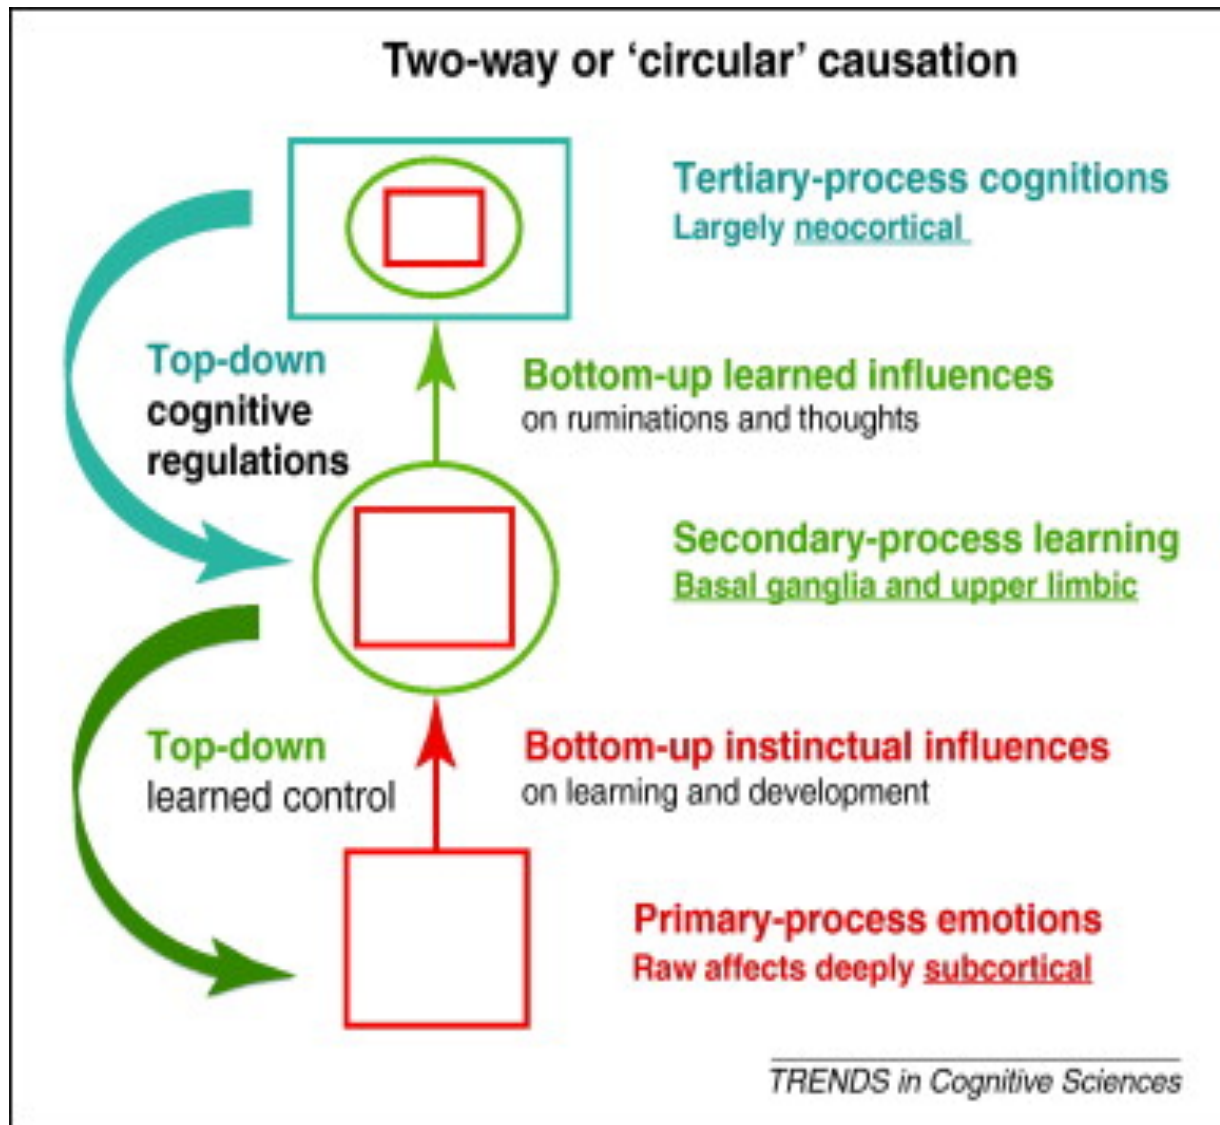 Two-way or ‘circular’ causation
Tertiary-process cognitions
Largely neocortical
Top-down
cognitive
regulations
Bottom-up learned influences
on ruminations and thoughts
Secondary-process learning
Basal ganglia and upper limbic
Top-down
learned control
Bottom-up instinctual influences
on learning and development
Primary-process emotions
Raw affects deeply subcortical
TRENDS in Cognitive Sciences